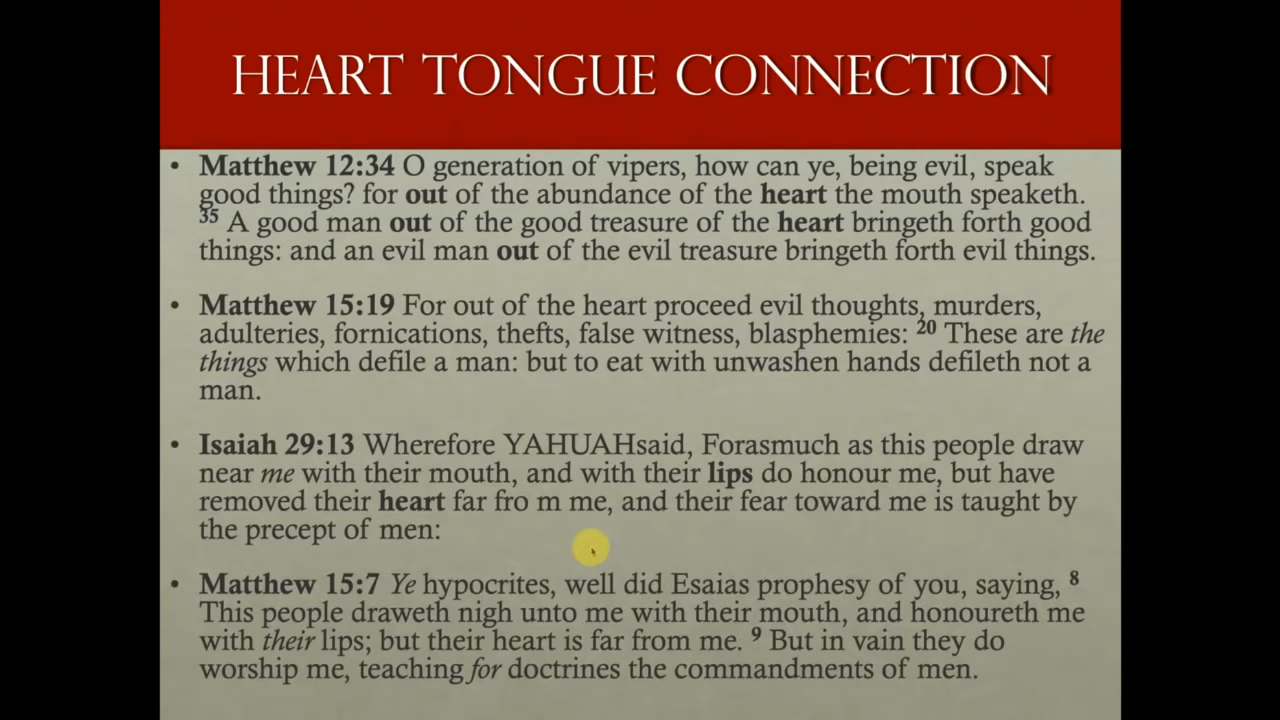 HEART TONGUE CONNECTION
• Matthew 12:34 O generation of vipers, how can ye, being evil, speak
good things? for out of the abundance of the heart the mouth speaketh.
35 A good man out of the good treasure of the heart bringeth forth good
things: and an evil man out of the evil treasure bringeth forth evil things.
• Matthew 15:19 For out of the heart proceed evil thoughts, murders,
adulteries, fornications, thefts, false witness, blasphemies: 20 These are the
things which defile a man: but to eat with unwashen hands defileth not a
man.
• Isaiah 29:13 Wherefore YAHUAHsaid, Forasmuch as this people draw
near me with their mouth, and with their lips do honour me, but have
removed their heart far fro m me, and their fear toward me is taught by
the precept of men:
• Matthew 15:7 Ye hypocrites, well did Esaias prophesy of you, saying, 8
This people draweth nigh unto me with their mouth, and honoureth me
with their lips; but their heart is far from me. 9 But in vain they do
worship me, teaching for doctrines the commandments of men.